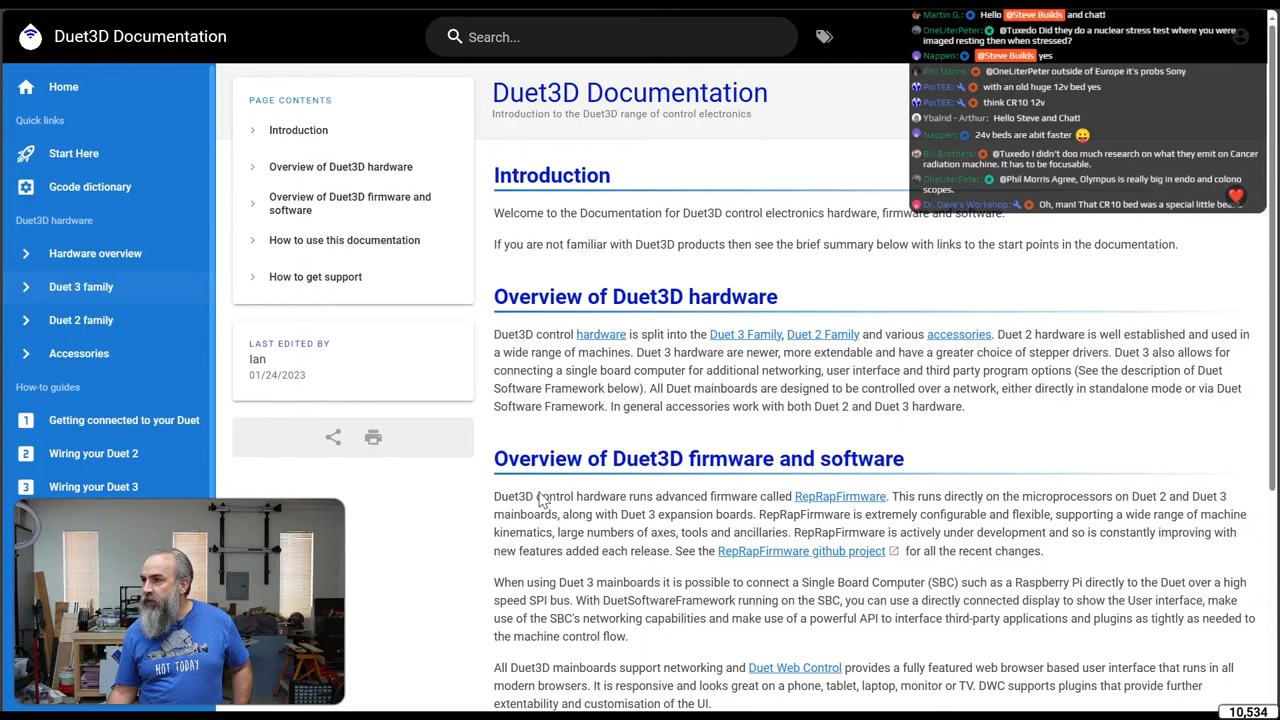 Duet3D Documentation
Search...
Home
Quick links
Start Here
Gcode dictionary
Duet3D hardware
Hardware overview
Duet 3 family
Duet 2 family
Accessories
How-to guides
1 Getting connected to your Duet
2 Wiring your Duet 2
3 Wiring your Duet 3
PAGE CONTENTS
Introduction
Overview of Duet3D hardware
Overview of Duet3D firmware and
software
How to use this documentation
How to get support
LAST EDITED BY
Ian
01/24/2023
Duet3D Documentation
Introduction to the Duet3D range of control electronics
Introduction
Welcome to the Documentation for Duet3D control electronics hardware, firmware and software.
If you are not familiar with Duet3D products then see the brief summary below with links to the start points in the documentation.
Overview of Duet3D hardware
Duet3D control hardware is split into the Duet 3 Family, Duet 2 Family and various accessories. Duet 2 hardware is well established and used in
a wide range of machines. Duet 3 hardware are newer, more extendable and have a greater choice of stepper drivers. Duet 3 also allows for
connecting a single board computer for additional networking, user interface and third party program options (See the description of Duet
Software Framework below). All Duet mainboards are designed to be controlled over a network, either directly in standalone mode or via Duet
Software Framework. In general accessories work with both Duet 2 and Duet 3 hardware.
Overview of Duet3D firmware and software
Duet3D control hardware runs advanced firmware called RepRapFirmware. This runs directly on the microprocessors on Duet 2 and Duet 3
mainboards, along with Duet 3 expansion boards. RepRapFirmware is extremely configurable and flexible, supporting a wide range of machine
kinematics, large numbers of axes, tools and ancillaries. RepRapFirmware is actively under development and so is constantly improving with
new features added each release. See the RepRapFirmware github project for all the recent changes.
When using Duet 3 mainboards it is possible to connect a Single Board Computer (SBC) such as a Raspberry Pi directly to the Duet over a high
speed SPI bus. With DuetSoftwareFramework running on the SBC, you can use a directly connected display to show the User interface, make
use of the SBC's networking capabilities and make use of a powerful API to interface third-party applications and plugins as tightly as needed to
the machine control flow.
All Duet3D mainboards support networking and Duet Web Control provides a fully featured web browser based user interface that runs in all
modern browsers. It is responsive and looks great on a phone, tablet, laptop, monitor or TV. DWC supports plugins that provide further
extentability and customisation of the UI.
Martin G.: Hello @Steve Builds and chat!
OneLiterPeter: @Tuxedo Did they do a nuclear stress test where you were
imaged resting then when stressed?
Nappen: @Steve Builds yes
Phil Morris: @OneLiterPeter outside of Europe it's probs Sony
PoiTEE: with an old huge 12v bed yes
PoiTEE: think CR10 12v
Ybalrid - Arthur: Hello Steve and Chat!
Nappen: 24v beds are abit faster
Bill Brothers: @Tuxedo I didn't doo much research on what they emit on Cancer
radiation machine. It has to be focusable.
OneLiterPeter: @Phil Morris Agree, Olympus is really big in endo and colono
scopes.
Dr. Dave's Workshop: Oh, man! That CR10 bed was a special little
NOT TODAY
10,534